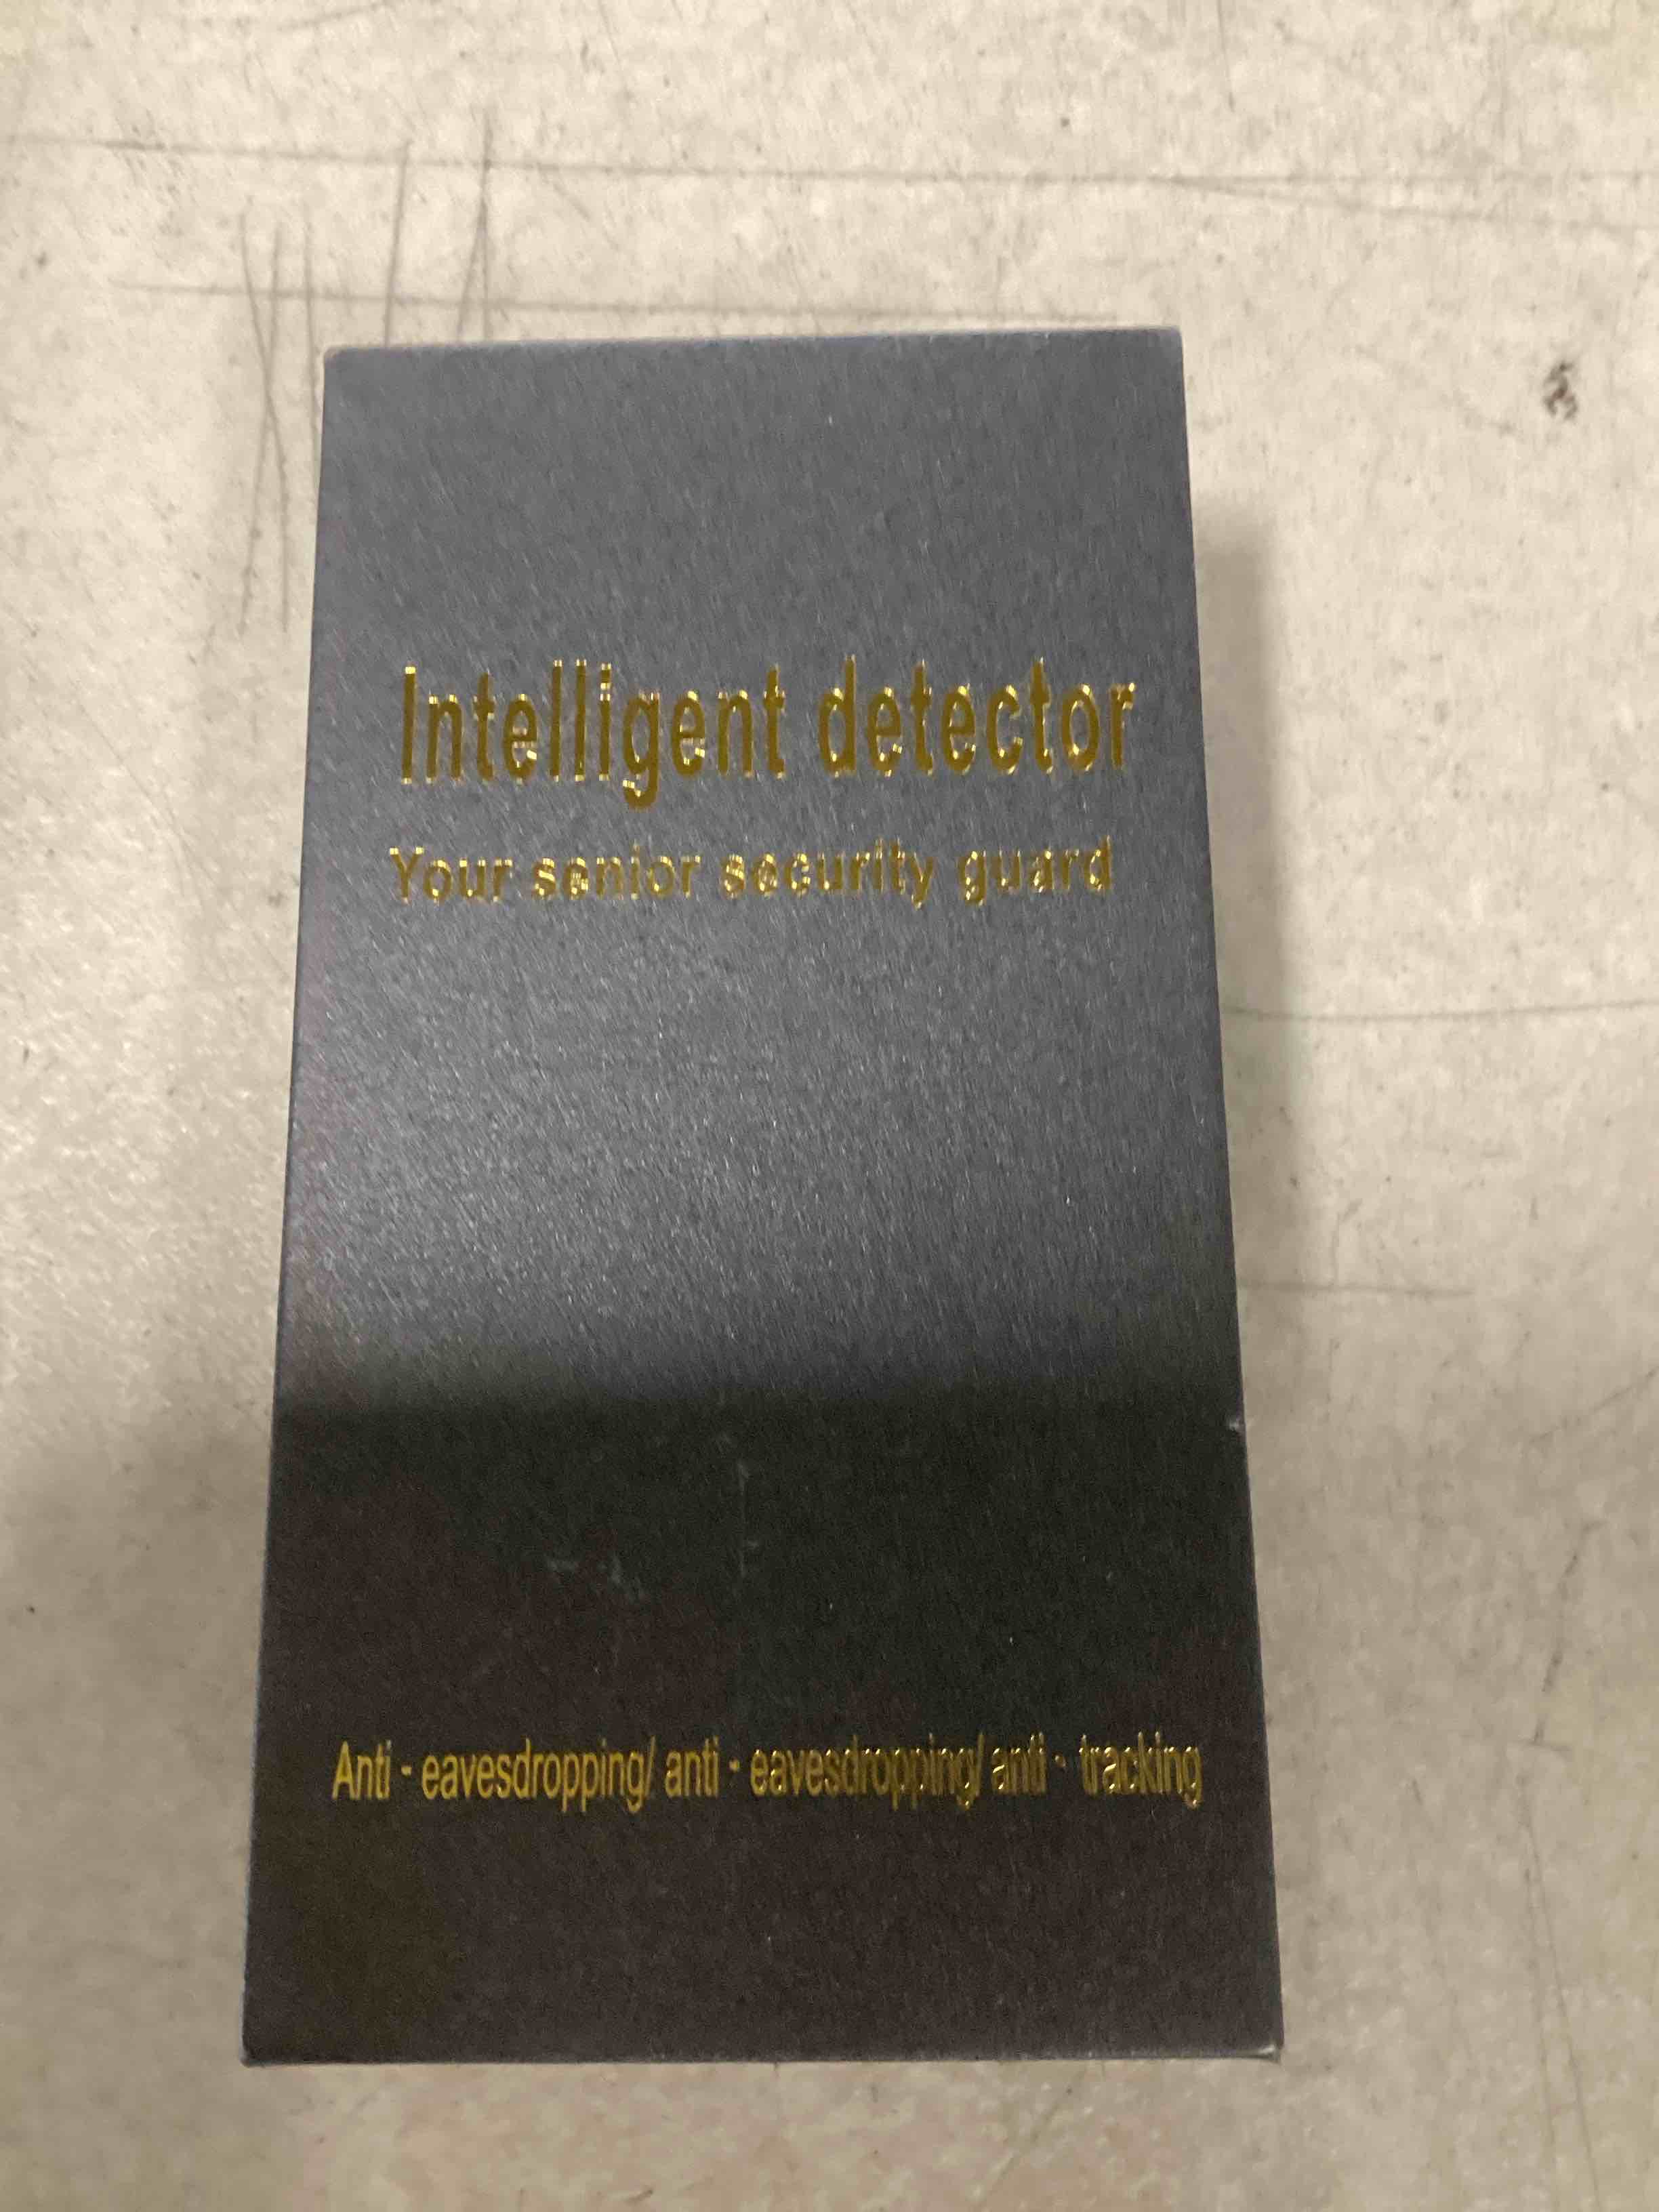 Intelligent detector
Your senior security guard
Anti - eavesdropping/ anti - eavesdropping/ anti - tracking